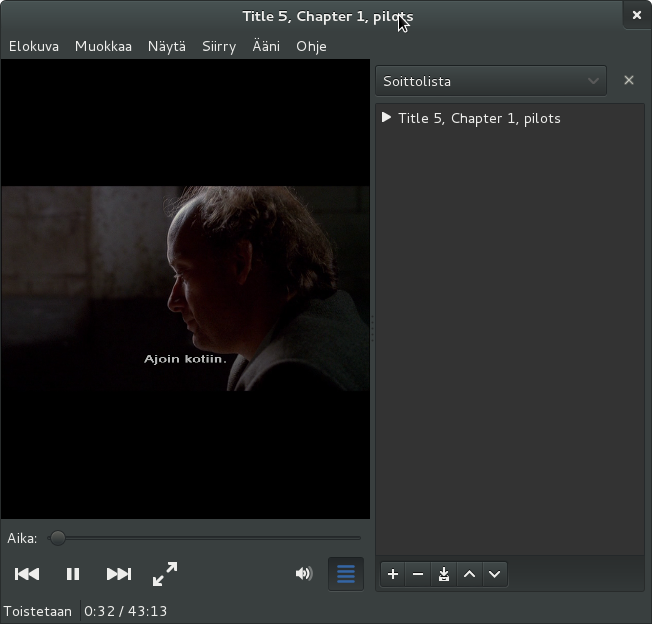 Title 5, Chapter 1, pilots
Elokuva Muokkaa Näytä Siirry Ääni Ohje
Soittolista
Title 5, Chapter 1, pilots
Ajoin kotiin.
Aika:
Toistetaan 0:32 / 43:13